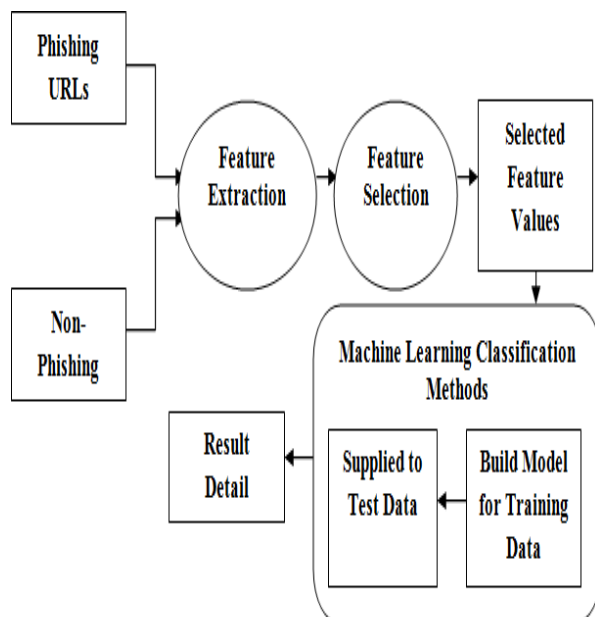 Phishing
URLs
Feature
Extraction
Feature
Selection
Selected
Feature
Values
Non-
Phishing
Machine Learning Classification
Methods
Result
Detail
Supplied to
Test Data
Build Model
for Training
Data